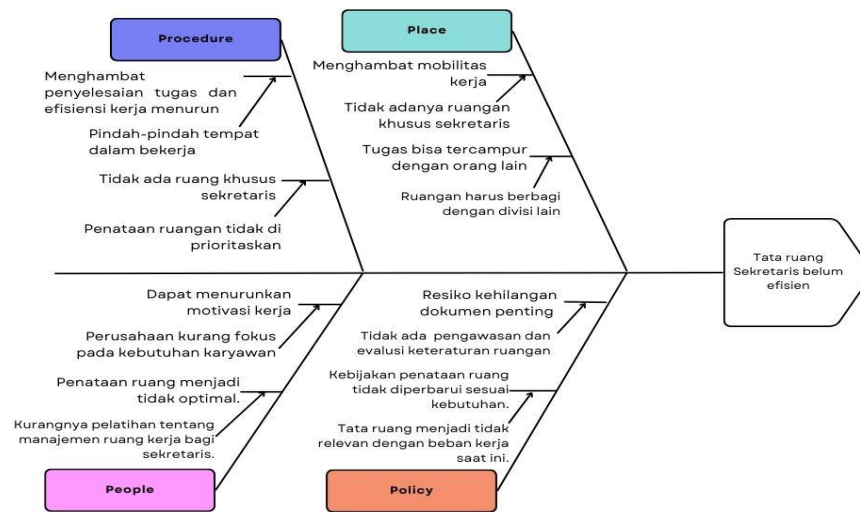 Procedure
Menghambat
penyelesaian tugas dan
efisiensi kerja menurun
Pindah-pindah tempat
dalam bekerja
Tidak ada ruang khusus
sekretaris
Penataan ruangan tidak di
prioritaskan
Place
Menghambat mobilitas
kerja
Tidak adanya ruangan
khusus sekretaris
Tugas bisa tercampur
dengan orang lain
Ruangan harus berbagi
dengan divisi lain
Tata ruang
Sekretaris belum
efisien
Dapat menurunkan
motivasi kerja
Perusahaan kurang fokus
pada kebutuhan karyawan
Penataan ruang menjadi
tidak optimal.
Kurangnya pelatihan tentang
manajemen ruang kerja bagi
sekretaris.
People
Resiko kehilangan
dokumen penting
Tidak ada pengawasan dan
evalusi keteraturan ruangan
Kebijakan penataan ruang
tidak diperbarui sesuai
kebutuhan.
Tata ruang menjadi tidak
relevan dengan beban kerja
saat ini.
Policy